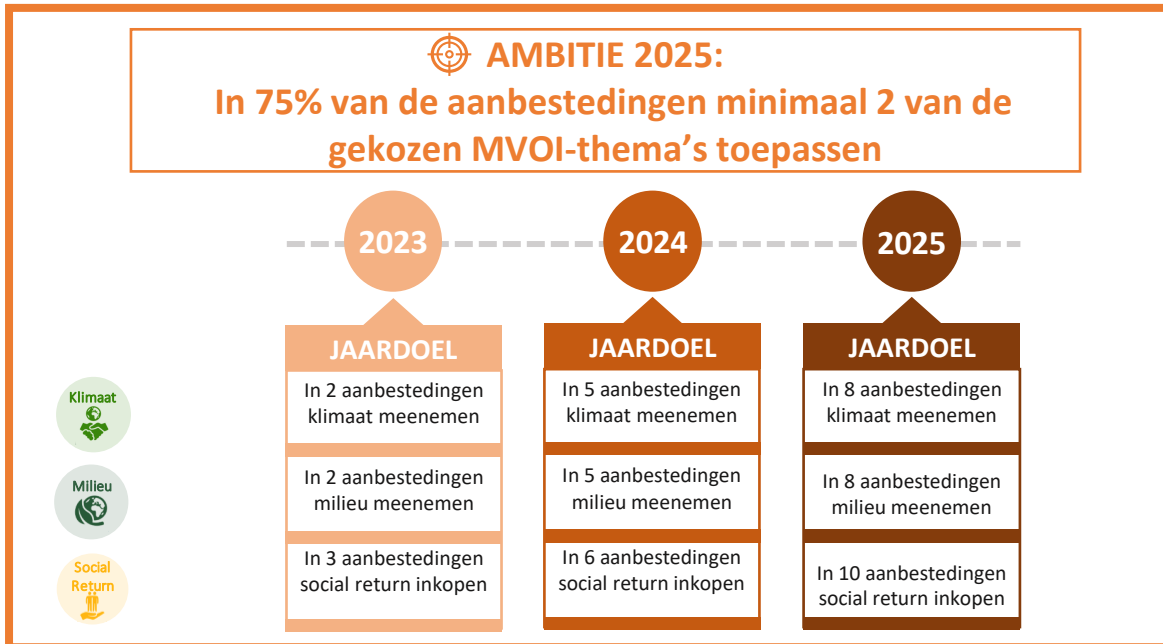 AMBITIE 2025:
In 75% van de aanbestedingen minimaal 2 van de
gekozen MVOI-thema's toepassen
2023
2024
2025
JAARDOEL
JAARDOEL
JAARDOEL
Klimaat
In 2 aanbestedingen
klimaat meenemen
In 5 aanbestedingen
klimaat meenemen
In 8 aanbestedingen
klimaat meenemen
Milieu
In 2 aanbestedingen
milieu meenemen
In 5 aanbestedingen
milieu meenemen
In 8 aanbestedingen
milieu meenemen
Social
Return
In 3 aanbestedingen
social return inkopen
In 6 aanbestedingen
social return inkopen
In 10 aanbestedingen
social return inkopen